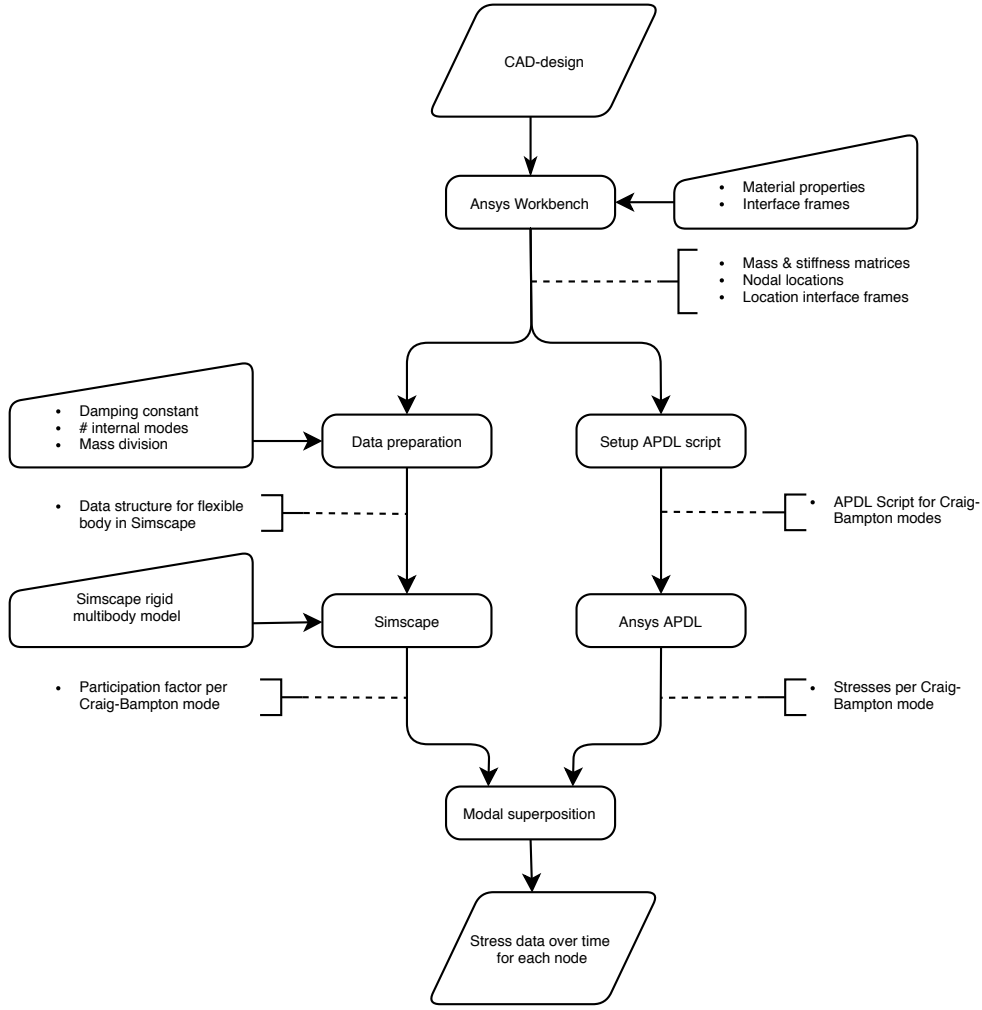 CAD-design
Ansys Workbench
• Material properties
• Interface frames
• Mass & stiffness matrices
• Nodal locations
• Location interface frames
• Damping constant
• # internal modes
• Mass division
Data preparation
Setup APDL script
• Data structure for flexible
body in Simscape
• APDL Script for Craig-
Bampton modes
Simscape rigid
multibody model
Simscape
Ansys APDL
• Participation factor per
Craig-Bampton mode
• Stresses per Craig-
Bampton mode
Modal superposition
Stress data over time
for each node